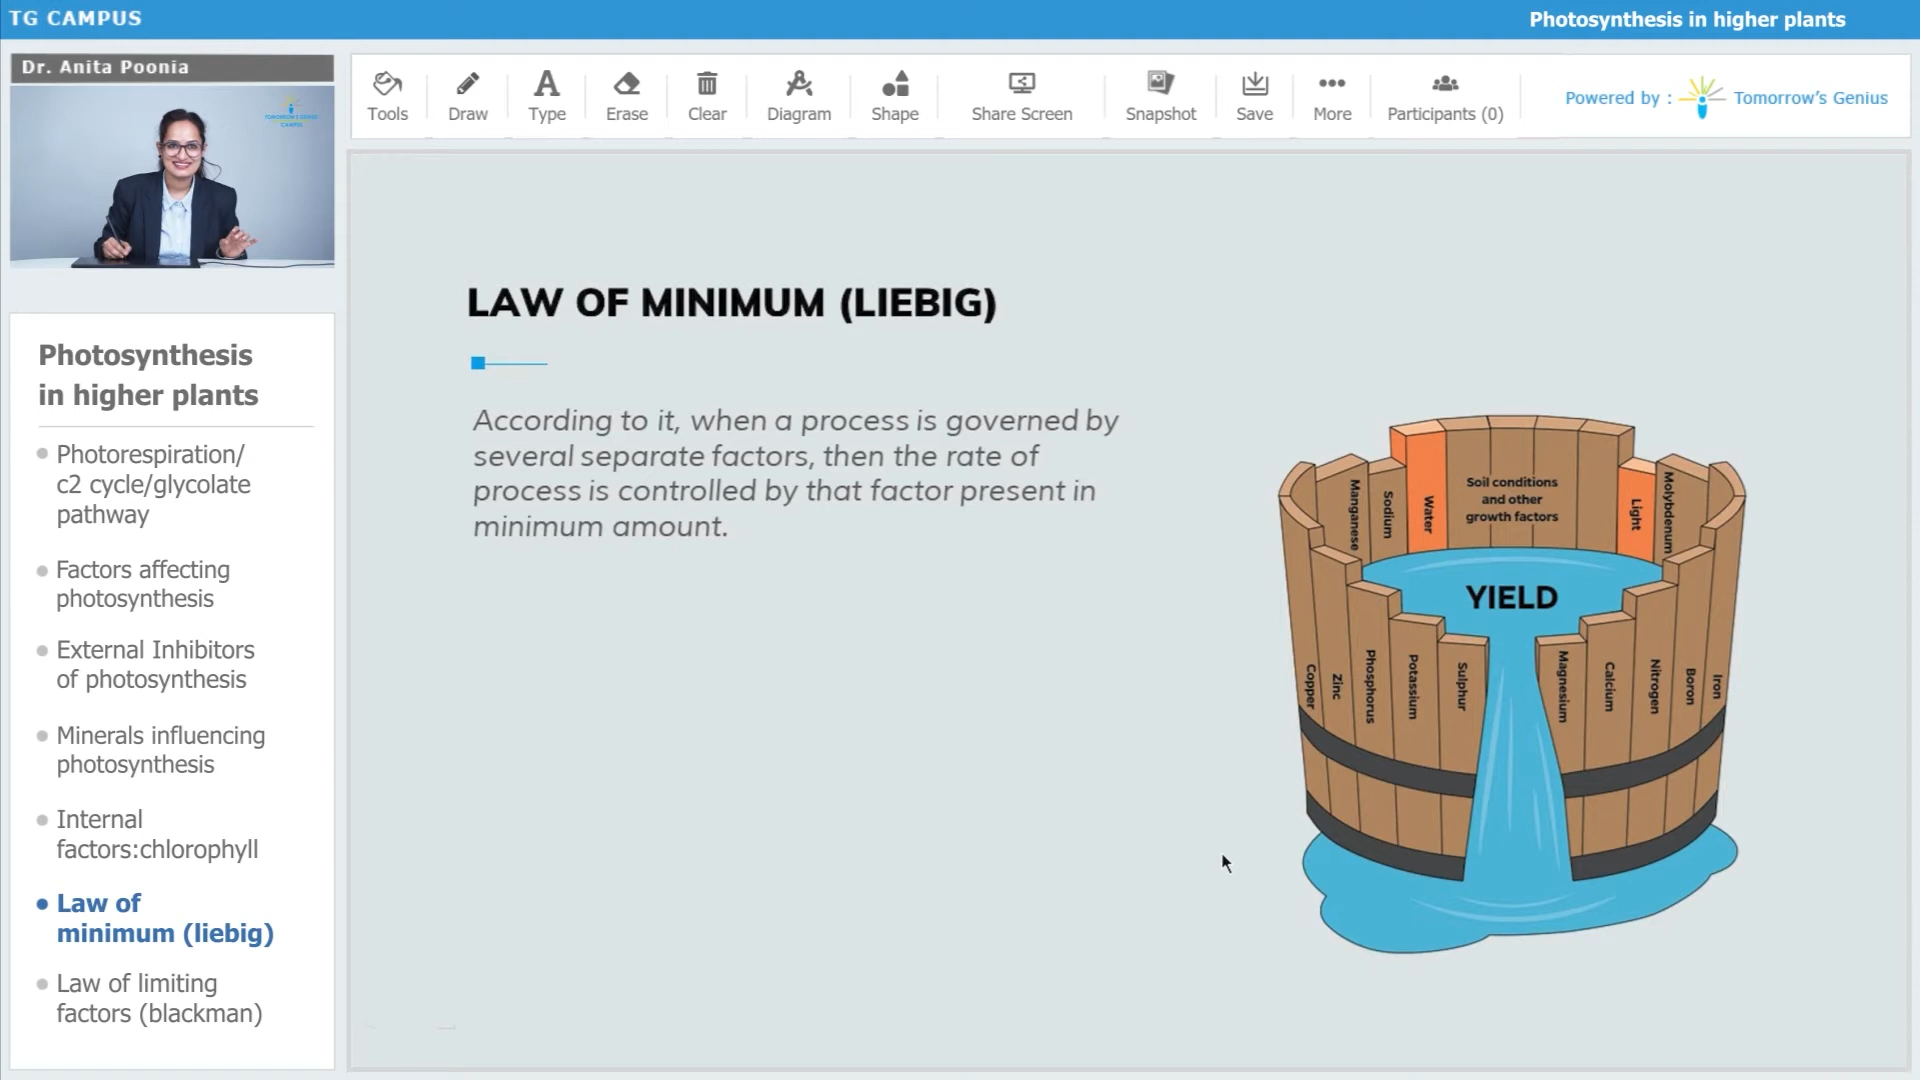 TG CAMPUS
Photosynthesis in higher plants
Dr. Anita Poonia
TOMORROW'S GENIUS
CAMPUS
Tools
Draw
Type
Erase
Clear
Diagram
Shape
Share Screen
Snapshot
Save
More
Participants (0)
Powered by :
Tomorrow's Genius
Photosynthesis
in higher plants
Photorespiration/
c2 cycle/glycolate
pathway
Factors affecting
photosynthesis
External Inhibitors
of photosynthesis
Minerals influencing
photosynthesis
Internal
factors:chlorophyll
Law of
minimum (liebig)
Law of limiting
factors (blackman)
LAW OF MINIMUM (LIEBIG)
According to it, when a process is governed by
several separate factors, then the rate of
process is controlled by that factor present in
minimum amount.
Manganese
Sodium
Water
Soil conditions
and other
growth factors
Light
Molybdenum
YIELD
Copper
Zinc
Phosphorus
Potassium
Sulphur
Magnesium
Calcium
Nitrogen
Boron
Iron